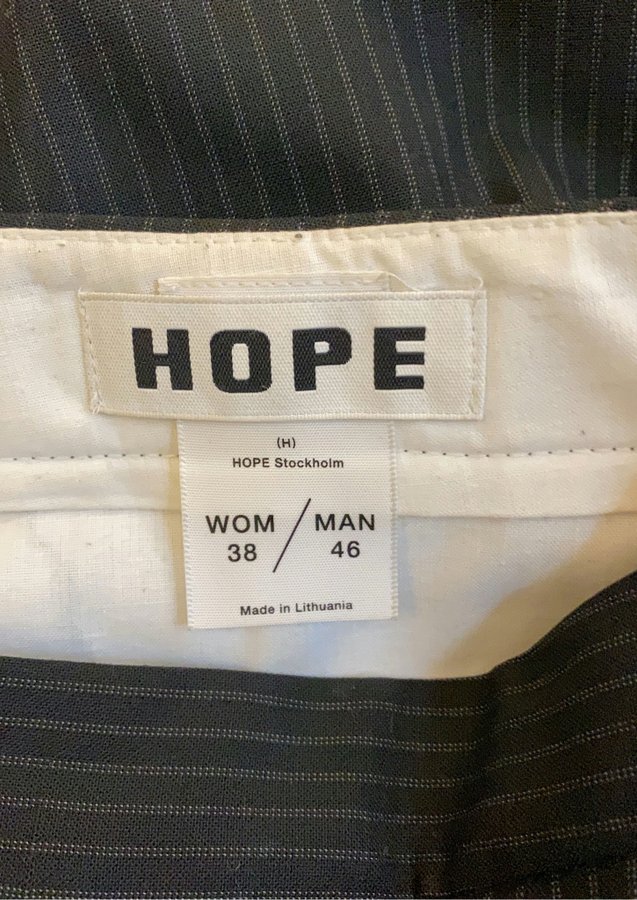 HOPE
(H)
HOPE Stockholm
WOM / MAN
38 46
Made in Lithuania